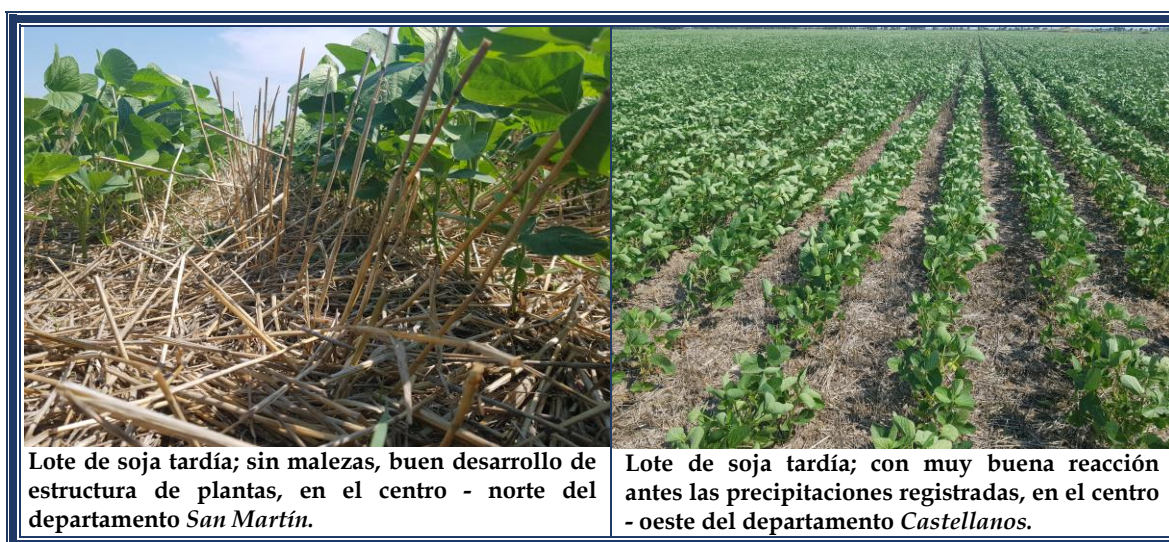 Lote de soja tardía; sin malezas, buen desarrollo de
estructura de plantas, en el centro - norte del
departamento San Martín.
Lote de soja tardía; con muy buena reacción
antes las precipitaciones registradas, en el centro
- oeste del departamento Castellanos.